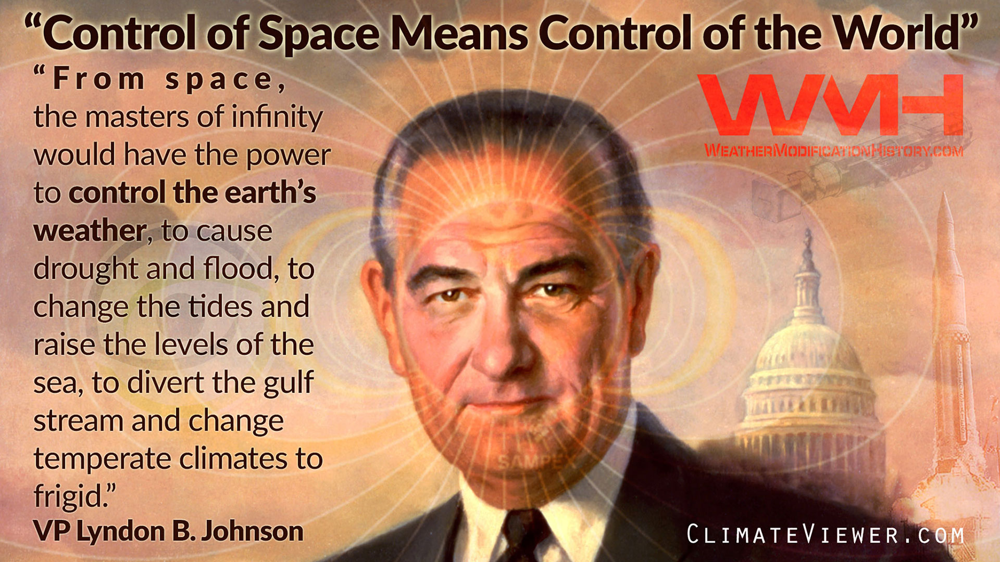 “Control of Space Means Control of the World”
“From space,
the masters of infinity
would have the power
to control the earth’s
weather, to cause
drought and flood, to
change the tides and
raise the levels of the
sea, to divert the gulf
stream and change
temperate climates to
frigid.”
VP Lyndon B. Johnson
WMH
WEATHERMODIFICATIONHISTORY.COM
SAMPEX
CLIMATEVIEWER.COM